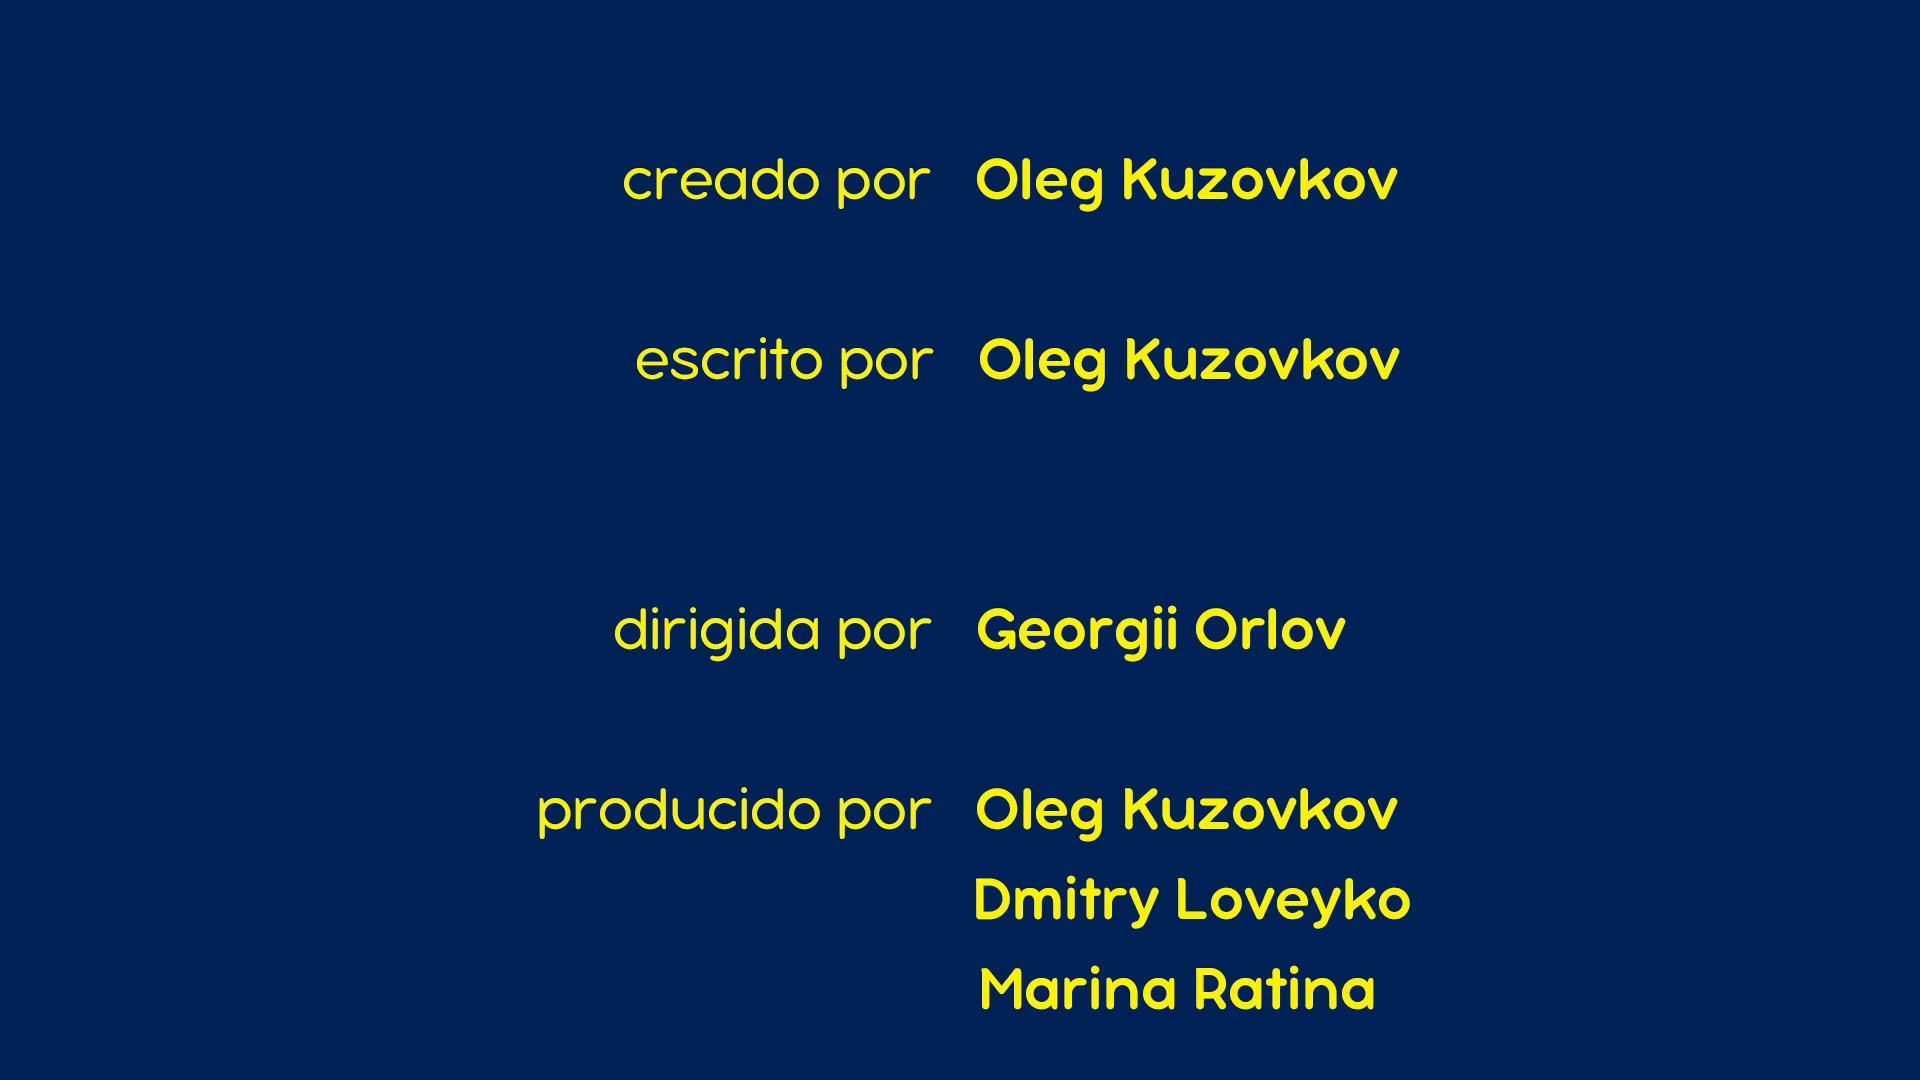 creado por Oleg Kuzovkov
escrito por Oleg Kuzovkov
dirigida por Georgii Orlov
producido por Oleg Kuzovkov
Dmitry Loveyko
Marina Ratina